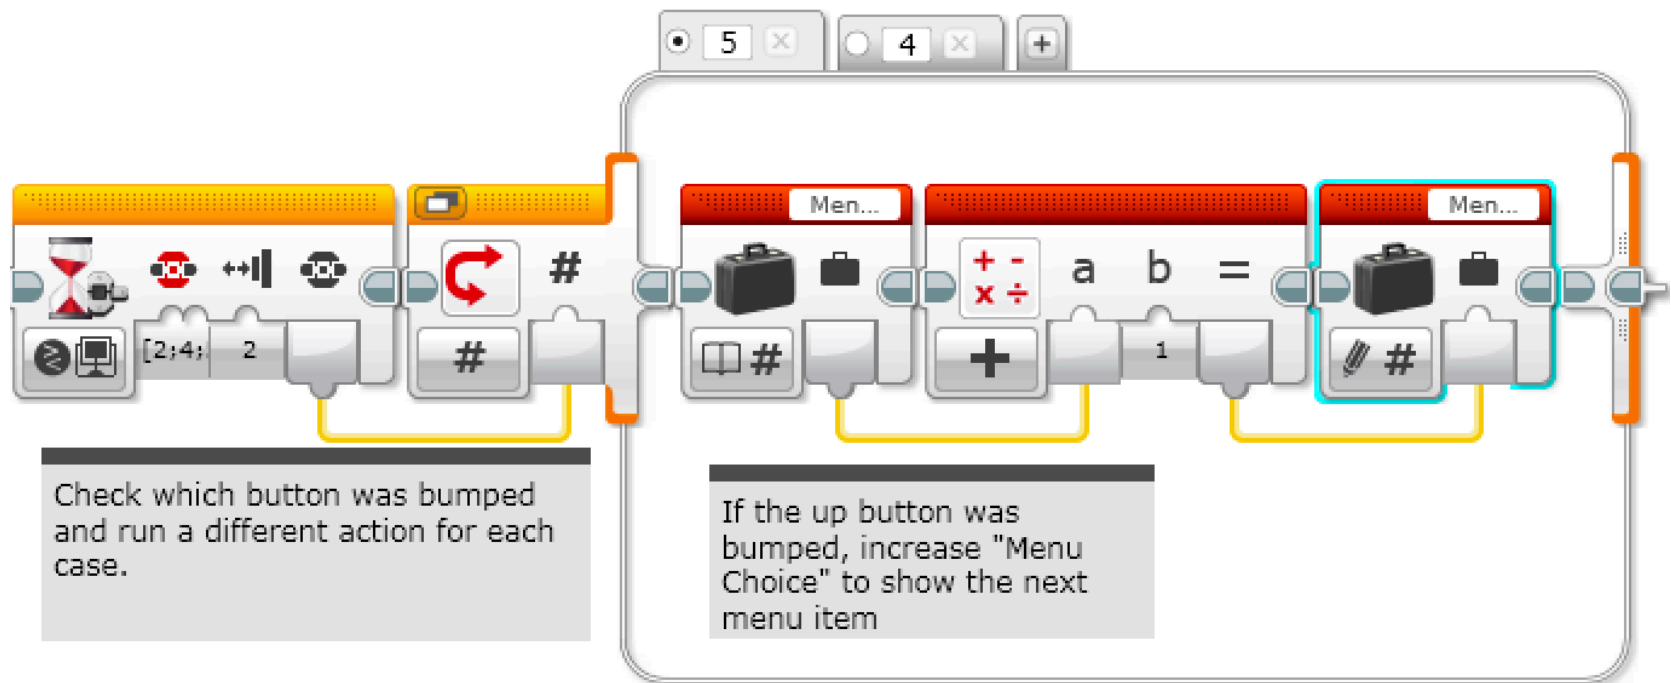 5
4
Men...
Men...
#
a
b
=
[2;4;
2
#
#
1
#
Check which button was bumped
and run a different action for each
case.
If the up button was
bumped, increase "Menu
Choice" to show the next
menu item